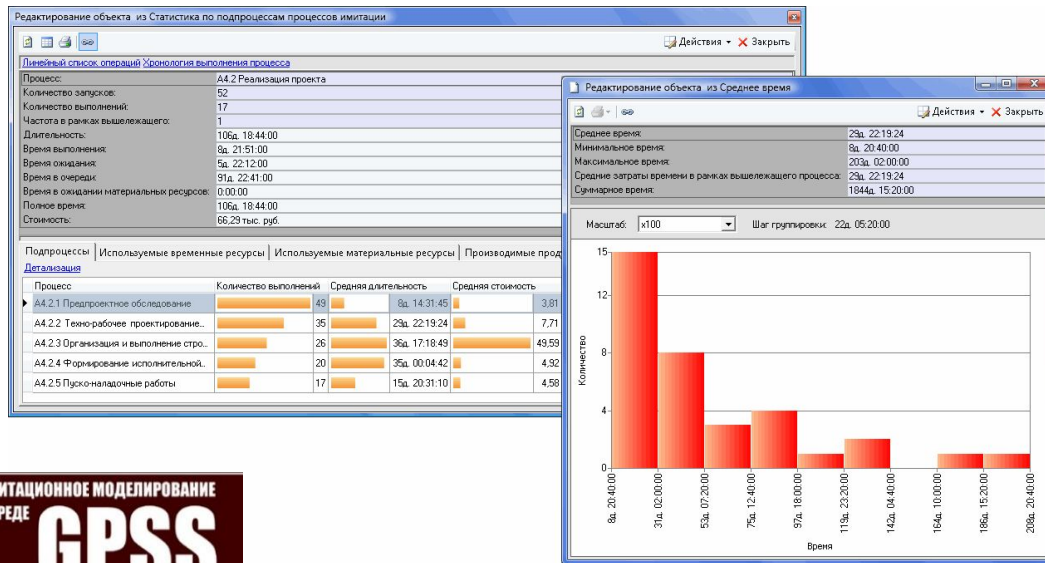 Редактирование объекта из Статистика по подпроцессам процессов имитации
Действия Закрыть
Линейный список операций Хронология выполнения процесса
Процесс: А4.2 Реализация проекта
Количество запусков: 52
Количество выполнений: 17
Частота в рамках вышележащего: 1
Длительность: 106д. 18:44:00
Время выполнения: 8д. 21:51:00
Время ожидания: 5д. 22:12:00
Время в очереди: 91д. 22:41:00
Время в ожидании материальных ресурсов: 0:00:00
Полное время: 106д. 18:44:00
Стоимость: 66,29 тыс. руб.
Подпроцессы Используемые временные ресурсы Используемые материальные ресурсы Производимые прод
Детализация
Процесс Количество выполнений Средняя длительность Средняя стоимость
А4.2.1 Предпроектное обследование 49 8д. 14:31:45 3,81
А4.2.2 Техно-рабочее проектирование.. 35 29д. 22:19:24 7,71
А4.2.3 Организация и выполнение стро.. 26 36д. 17:18:49 49,59
А4.2.4 Формирование исполнительной.. 20 35д. 00:04:42 4,92
А4.2.5 Пуско-наладочные работы 17 15д. 20:31:10 4,58
Редактирование объекта из Среднее время
Действия Закрыть
Среднее время: 29д. 22:19:24
Минимальное время: 8д. 20:40:00
Максимальное время: 203д. 02:00:00
Средние затраты времени в рамках вышележащего процесса: 29д. 22:19:24
Суммарное время: 1844д. 15:20:00
Масштаб: x100 Шаг группировки: 22д. 05:20:00
15
12
8
4
0
Количество
8д. 20:40:00
31д. 02:00:00
53д. 07:20:00
75д. 12:40:00
97д. 18:00:00
119д. 23:20:00
142д. 04:40:00
164д. 10:00:00
186д. 15:20:00
208д. 20:40:00
Время
ИТАЦИОННОЕ МОДЕЛИРОВАНИЕ
РЕДЕ
GPSS